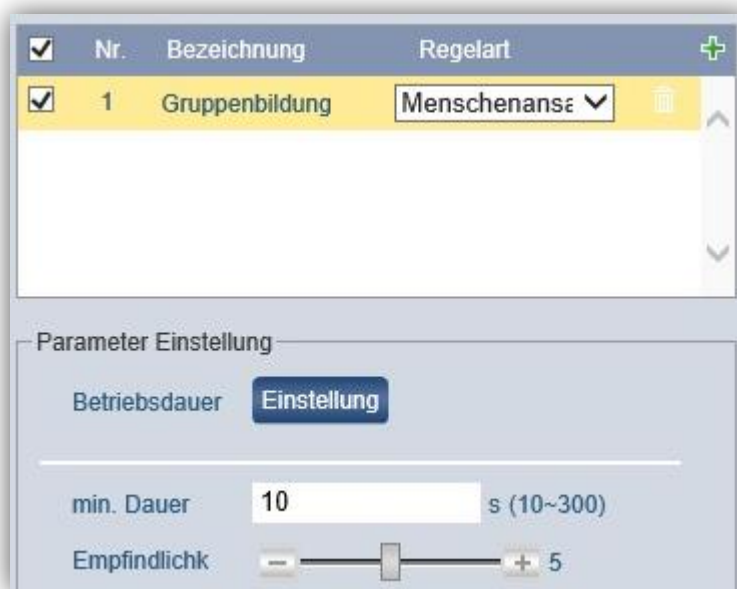 Nr. Bezeichnung Regelart
1 Gruppenbildung Menschenansa
Parameter Einstellung
Betriebsdauer Einstellung
min. Dauer 10 s (10~300)
Empfindlichk 5